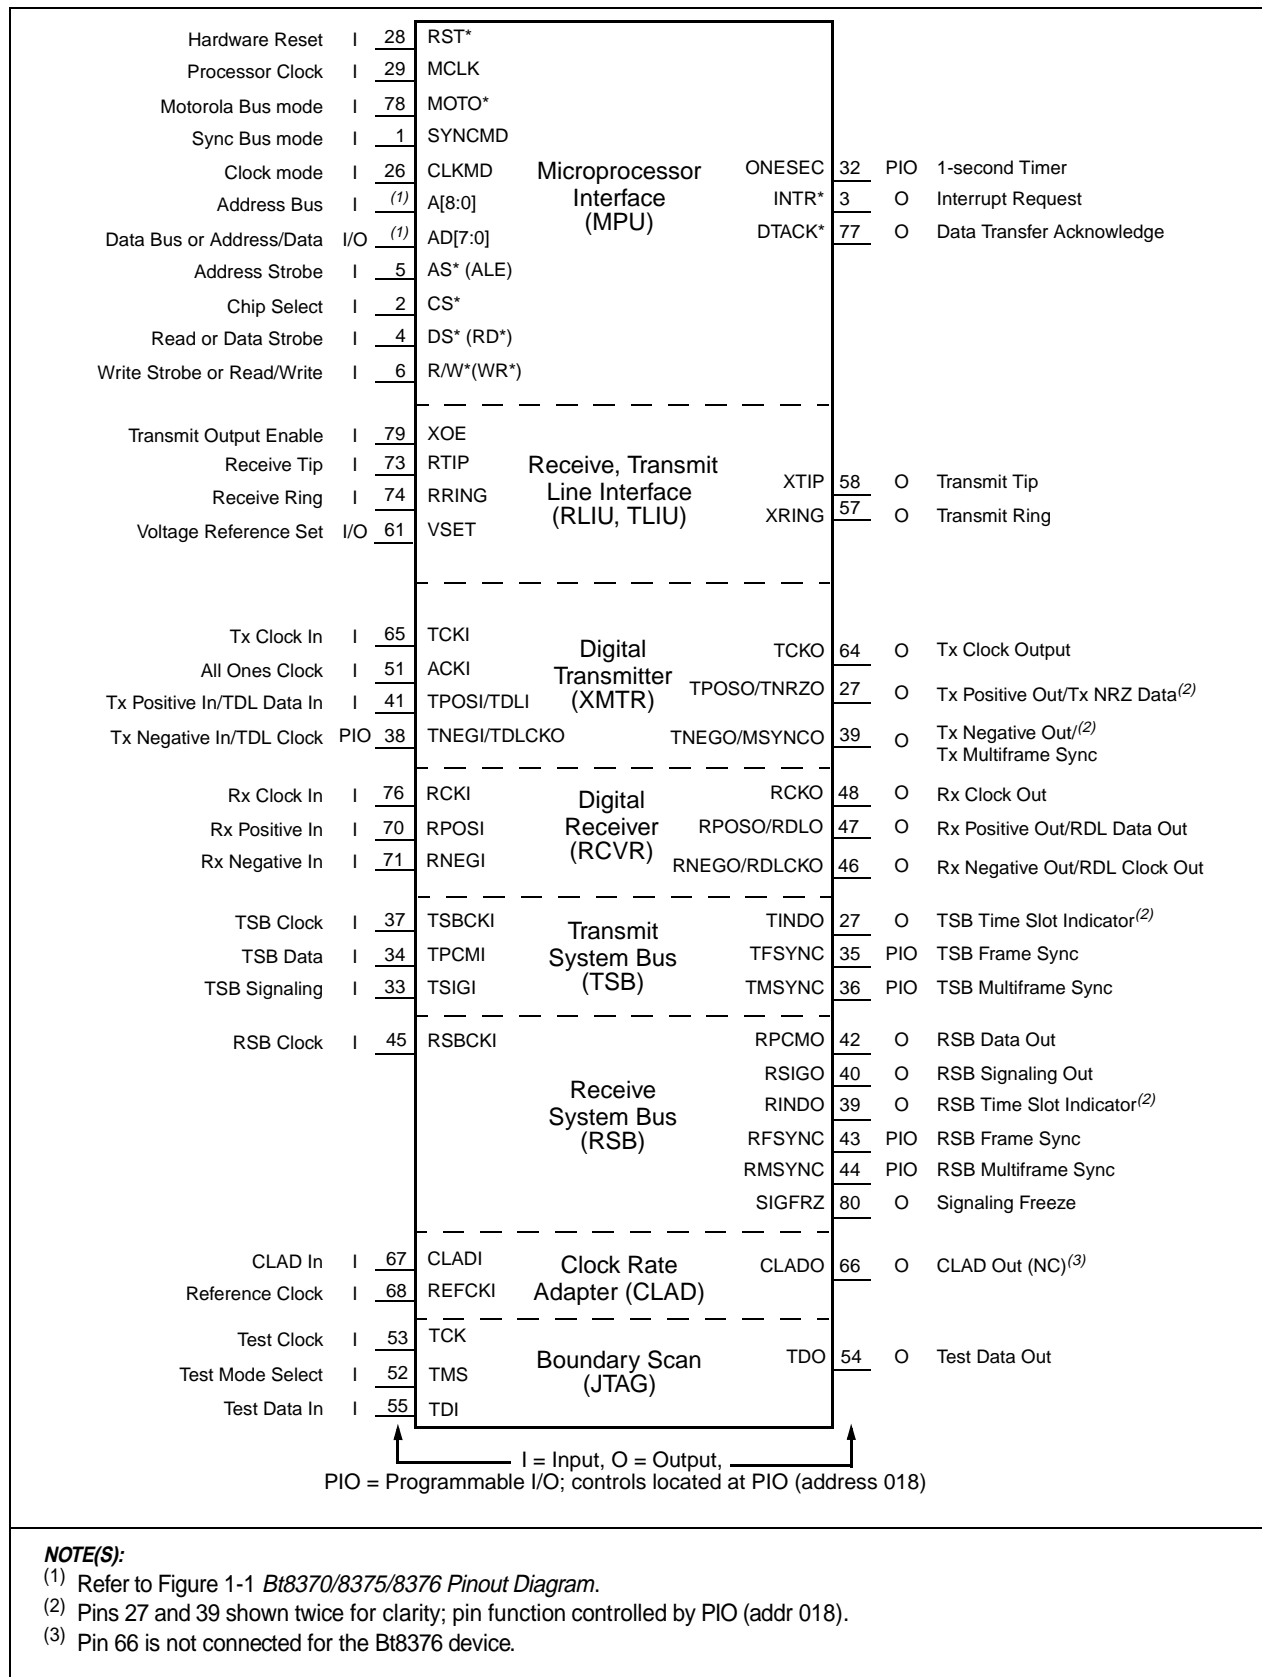 Hardware Reset I 28 RST*
Processor Clock I 29 MCLK
Motorola Bus mode I 78 MOTO*
Sync Bus mode I 1 SYNCMD
Clock mode I 26 CLKMD
Address Bus I (1) A[8:0]
Data Bus or Address/Data I/O (1) AD[7:0]
Address Strobe I 5 AS* (ALE)
Chip Select I 2 CS*
Read or Data Strobe I 4 DS* (RD*)
Write Strobe or Read/Write I 6 R/W*(WR*)
Microprocessor
Interface
(MPU)
ONESEC 32 PIO 1-second Timer
INTR* 3 O Interrupt Request
DTACK* 77 O Data Transfer Acknowledge
Transmit Output Enable I 79 XOE
Receive Tip I 73 RTIP
Receive Ring I 74 RRING
Voltage Reference Set I/O 61 VSET
Receive, Transmit
Line Interface
(RLIU, TLIU)
XTIP 58 O Transmit Tip
XRING 57 O Transmit Ring
Tx Clock In I 65 TCKI
All Ones Clock I 51 ACKI
Tx Positive In/TDL Data In I 41 TPOSI/TDLI
Tx Negative In/TDL Clock PIO 38 TNEGI/TDLCKO
Digital
Transmitter
(XMTR)
TCKO 64 O Tx Clock Output
TPOSO/TNRZO 27 O Tx Positive Out/Tx NRZ Data(2)
TNEGO/MSYNCO 39 O Tx Negative Out/(2)
Tx Multiframe Sync
Rx Clock In I 76 RCKI
Rx Positive In I 70 RPOSI
Rx Negative In I 71 RNEGI
Digital
Receiver
(RCVR)
RCKO 48 O Rx Clock Out
RPOSO/RDLO 47 O Rx Positive Out/RDL Data Out
RNEGO/RDLCKO 46 O Rx Negative Out/RDL Clock Out
TSB Clock I 37 TSBCKI
TSB Data I 34 TPCMI
TSB Signaling I 33 TSIGI
Transmit
System Bus
(TSB)
TINDO 27 O TSB Time Slot Indicator(2)
TFSYNC 35 PIO TSB Frame Sync
TMSYNC 36 PIO TSB Multiframe Sync
RSB Clock I 45 RSBCKI
Receive
System Bus
(RSB)
RPCMO 42 O RSB Data Out
RSIGO 40 O RSB Signaling Out
RINDO 39 O RSB Time Slot Indicator(2)
RFSYNC 43 PIO RSB Frame Sync
RMSYNC 44 PIO RSB Multiframe Sync
SIGFRZ 80 O Signaling Freeze
CLAD In I 67 CLADI
Reference Clock I 68 REFCKI
Clock Rate
Adapter (CLAD)
CLADO 66 O CLAD Out (NC)(3)
Test Clock I 53 TCK
Test Mode Select I 52 TMS
Test Data In I 55 TDI
Boundary Scan
(JTAG)
TDO 54 O Test Data Out
I = Input, O = Output,
PIO = Programmable I/O; controls located at PIO (address 018)
NOTE(S):
(1) Refer to Figure 1-1 Bt8370/8375/8376 Pinout Diagram.
(2) Pins 27 and 39 shown twice for clarity; pin function controlled by PIO (addr 018).
(3) Pin 66 is not connected for the Bt8376 device.